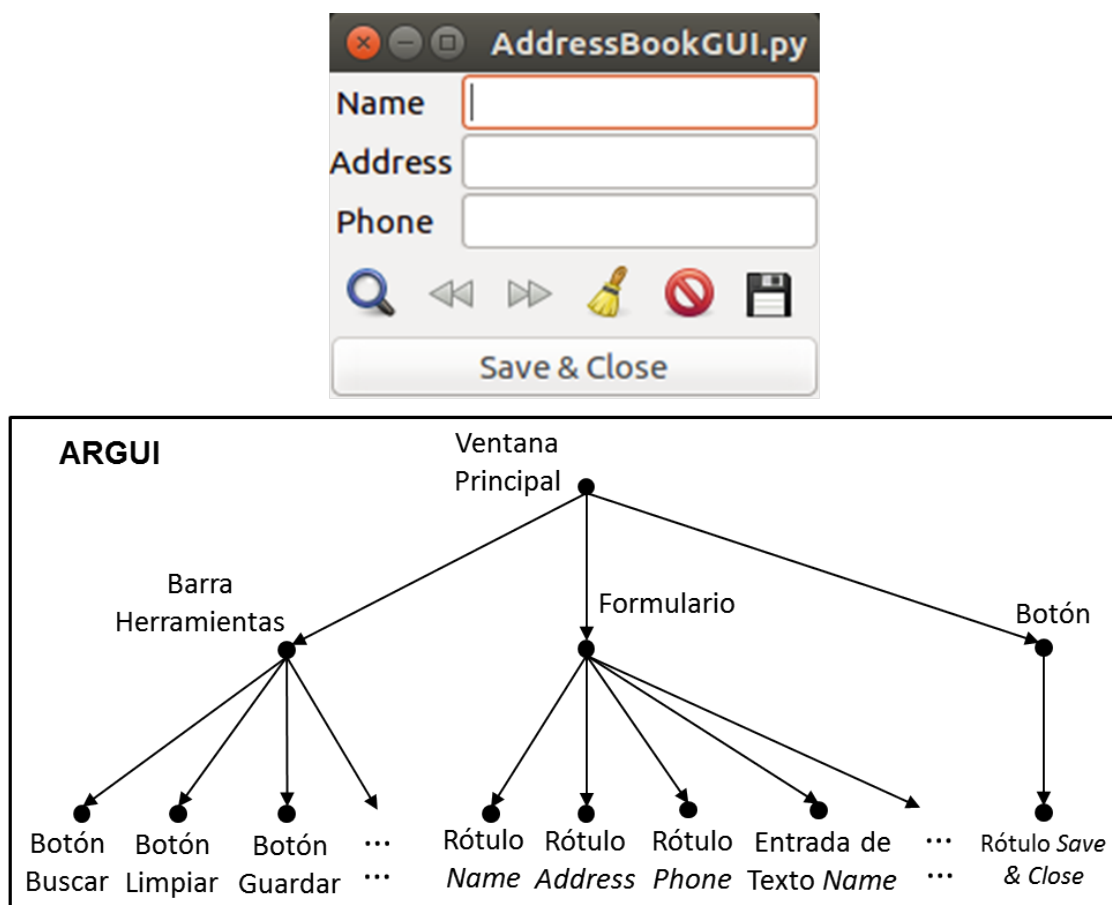 AddressBookGUI.py
Name
Address
Phone
Save & Close
ARGUI
Ventana
Principal
Barra
Herramientas
Formulario
Botón
Botón
Buscar
Botón
Limpiar
Botón
Guardar
...
...
Rótulo
Name
Rótulo
Address
Rótulo
Phone
Entrada de
Texto Name
...
...
Rótulo Save
& Close